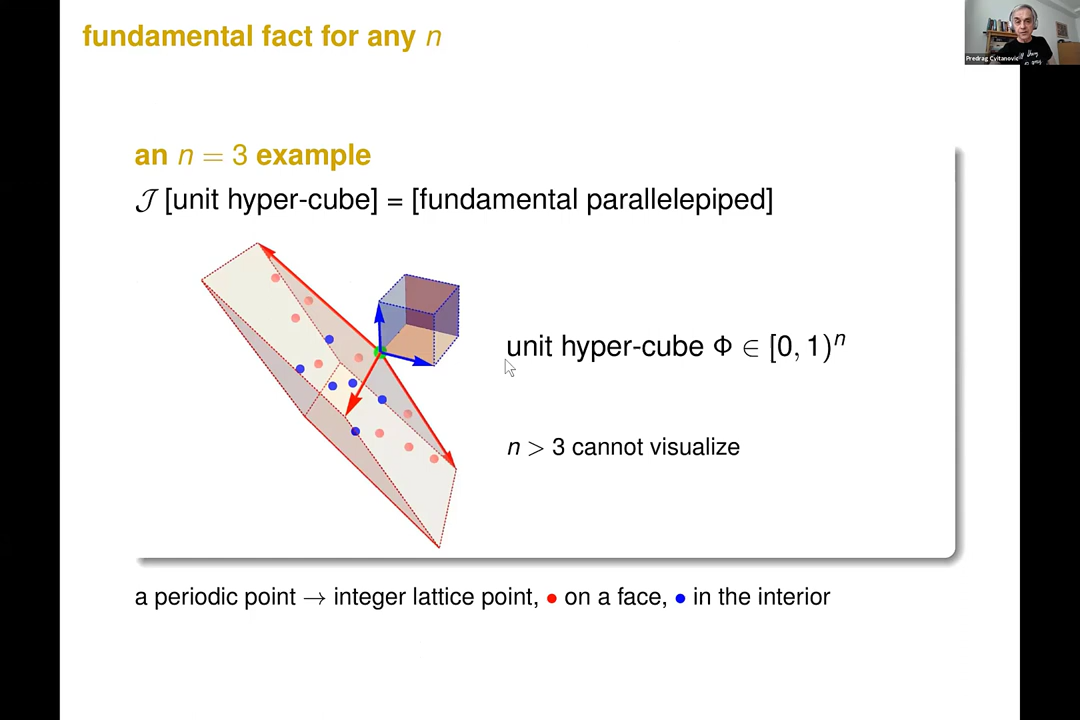 fundamental fact for any n
Predrag Cvitanović
an n = 3 example
𝒥 [unit hyper-cube] = [fundamental parallelepiped]
unit hyper-cube Φ ∈ [0, 1)ⁿ
n > 3 cannot visualize
a periodic point → integer lattice point, ● on a face, ● in the interior